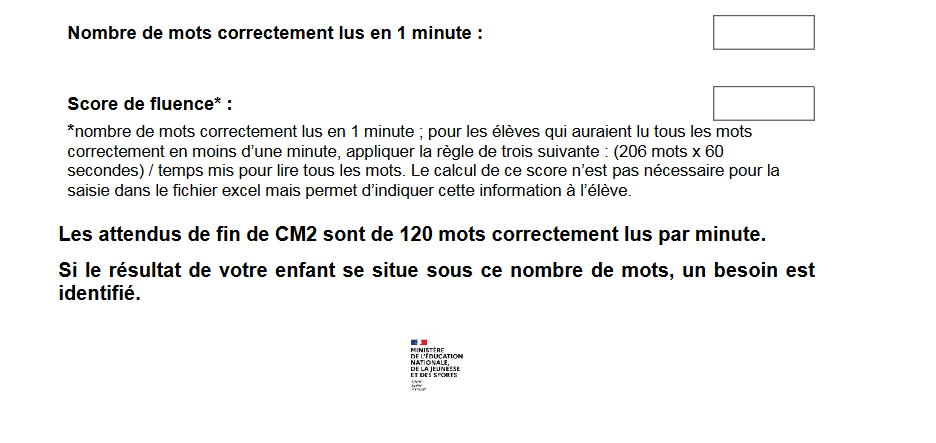 Nombre de mots correctement lus en 1 minute :
Score de fluence* :
*nombre de mots correctement lus en 1 minute ; pour les élèves qui auraient lu tous les mots
correctement en moins d'une minute, appliquer la règle de trois suivante : (206 mots x 60
secondes) / temps mis pour lire tous les mots. Le calcul de ce score n'est pas nécessaire pour la
saisie dans le fichier excel mais permet d'indiquer cette information à l'élève.
Les attendus de fin de CM2 sont de 120 mots correctement lus par minute.
Si le résultat de votre enfant se situe sous ce nombre de mots, un besoin est
identifié.
MINISTÈRE
DE L'ÉDUCATION
NATIONALE,
DE LA JEUNESSE
ET DES SPORTS